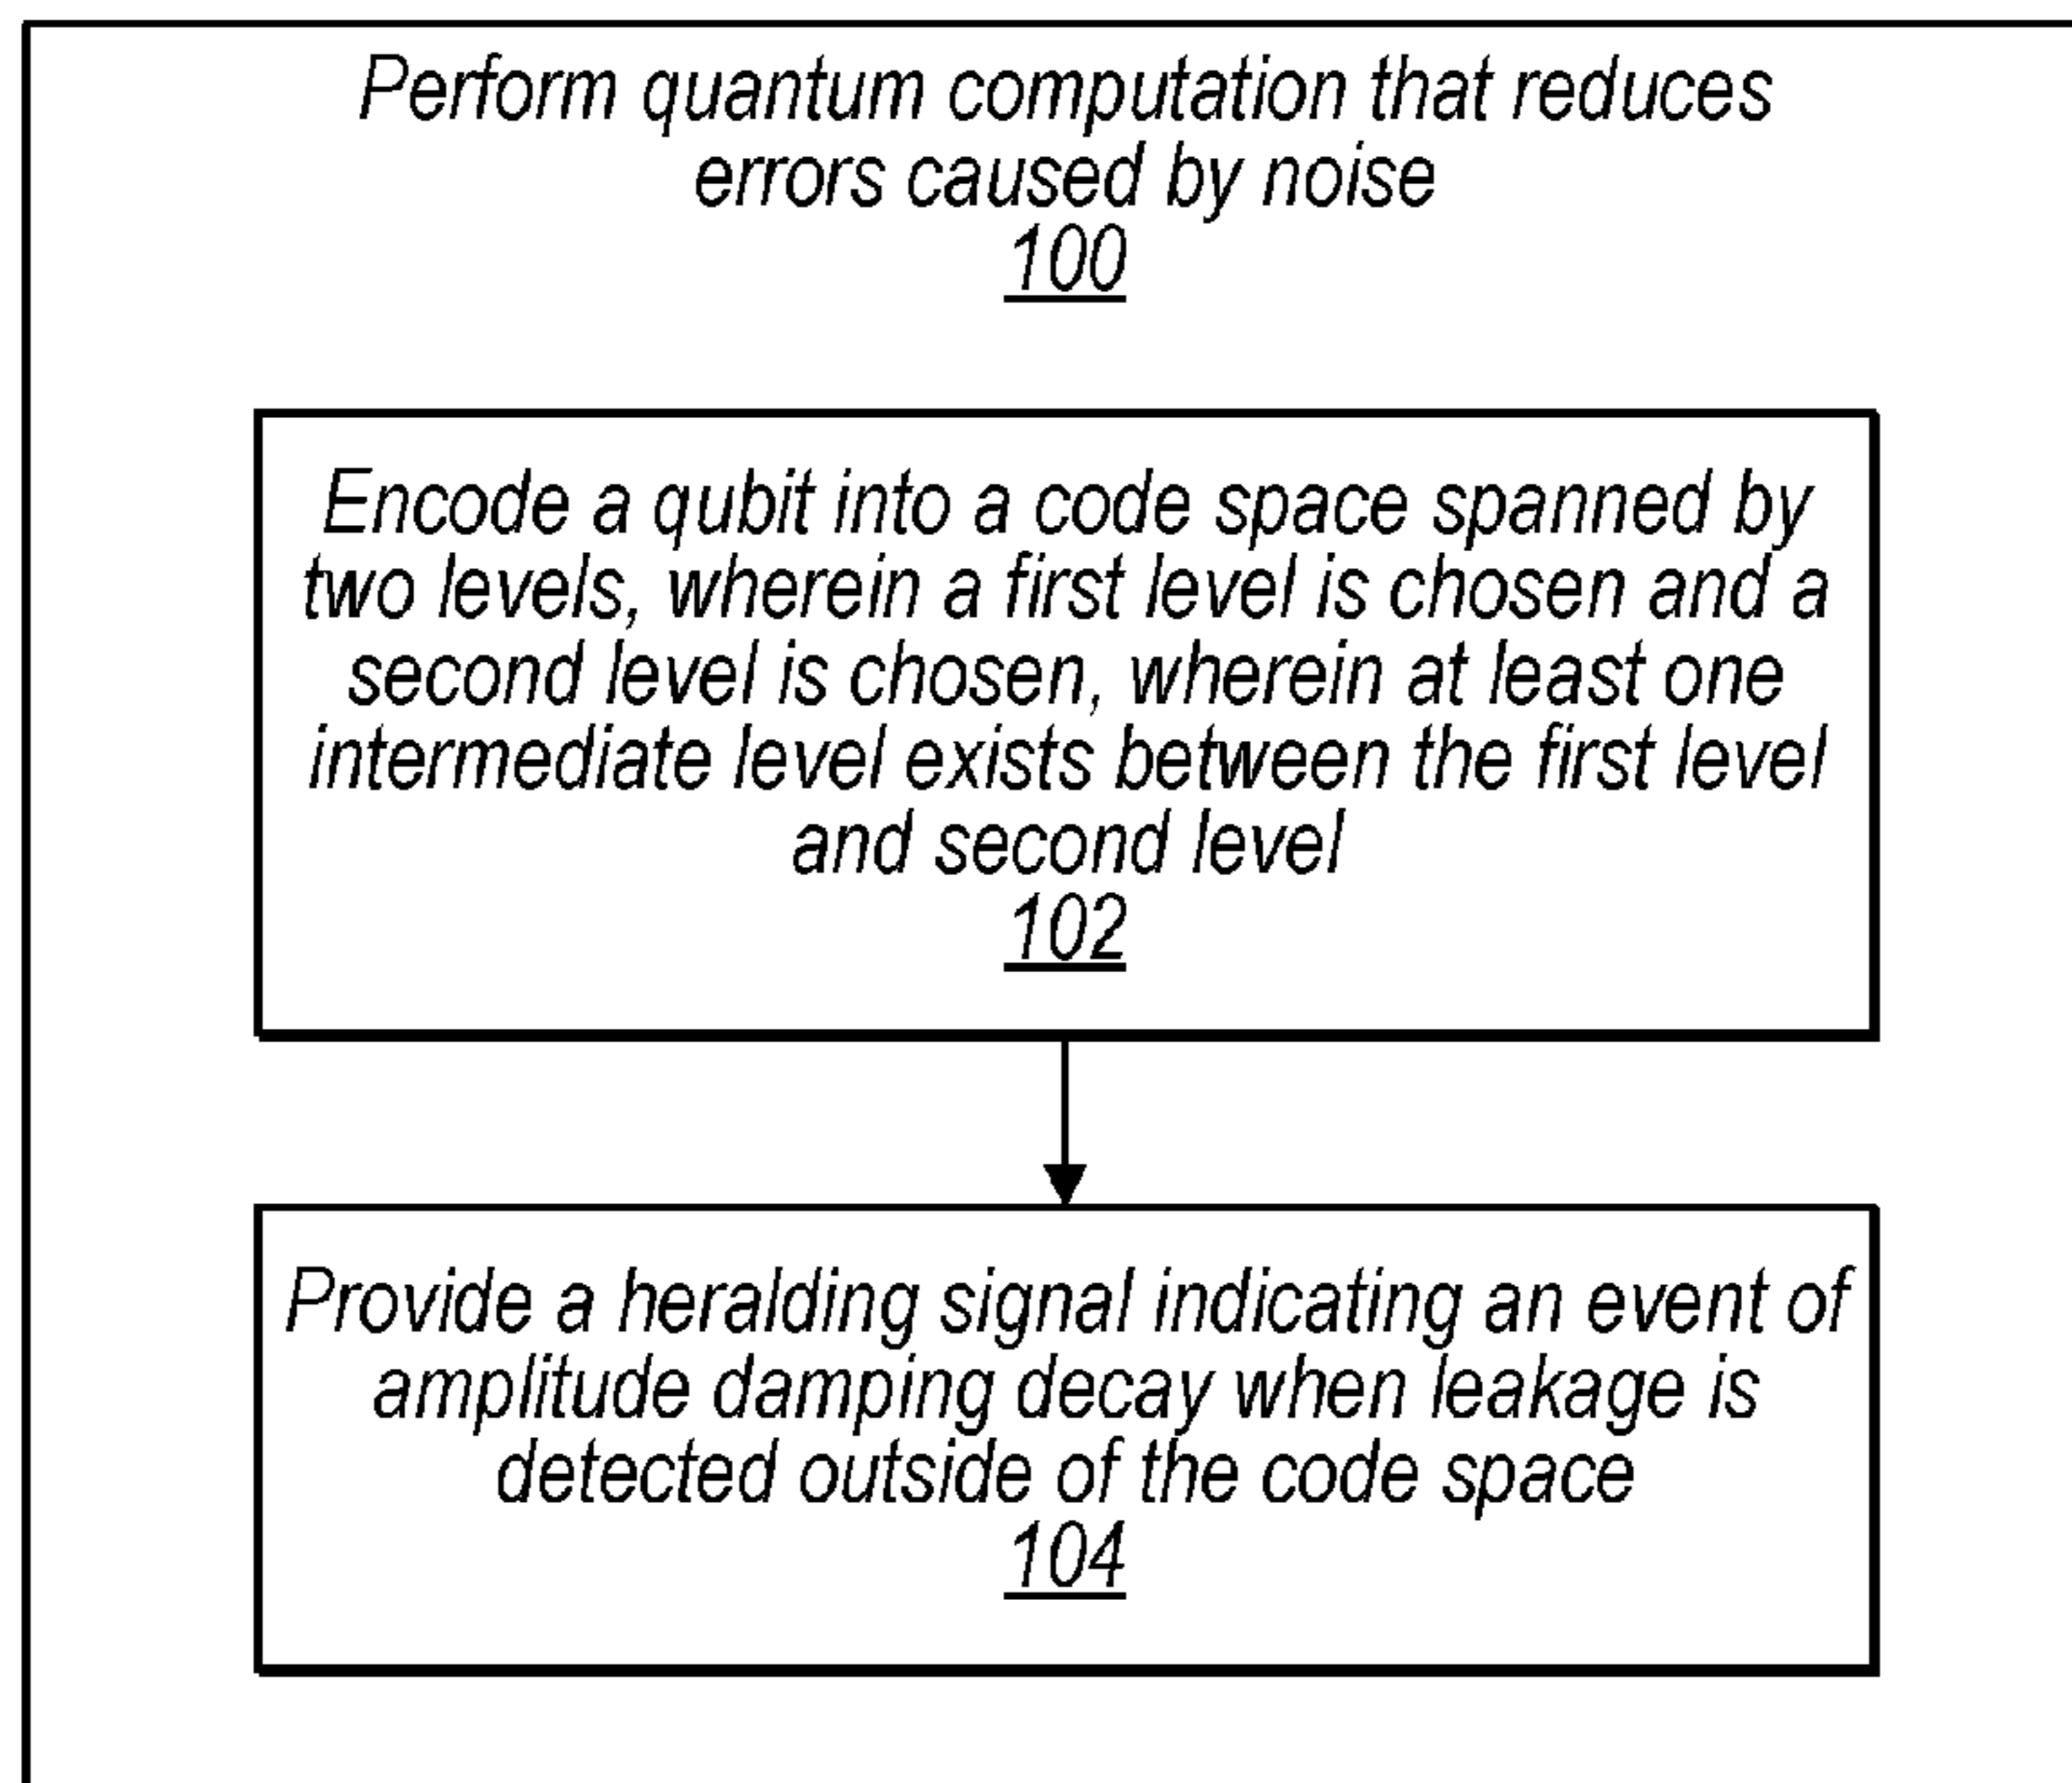 Perform quantum computation that reduces
errors caused by noise
100
Encode a qubit into a code space spanned by
two levels, wherein a first level is chosen and a
second level is chosen, wherein at least one
intermediate level exists between the first level
and second level
102
Provide a heralding signal indicating an event of
amplitude damping decay when leakage is
detected outside of the code space
104